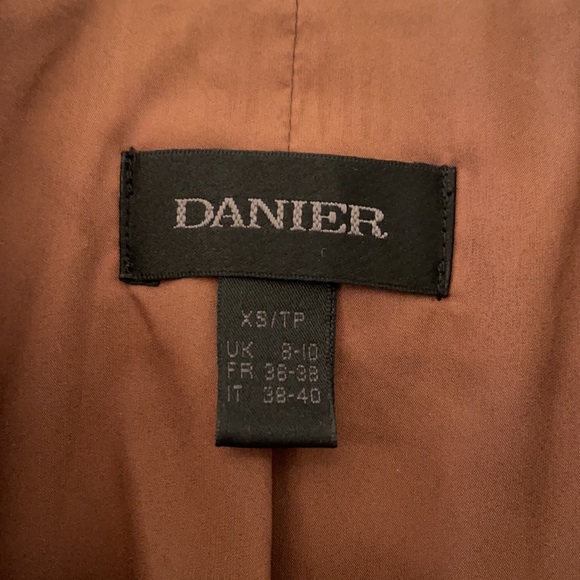 DANIER
XS/TP
UK 8-10
FR 36-38
IT 38-40